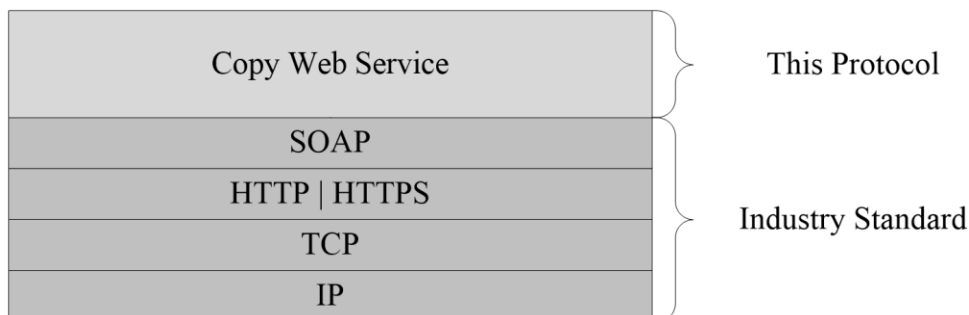 Copy Web Service
This Protocol
SOAP
HTTP | HTTPS
TCP
IP
Industry Standard